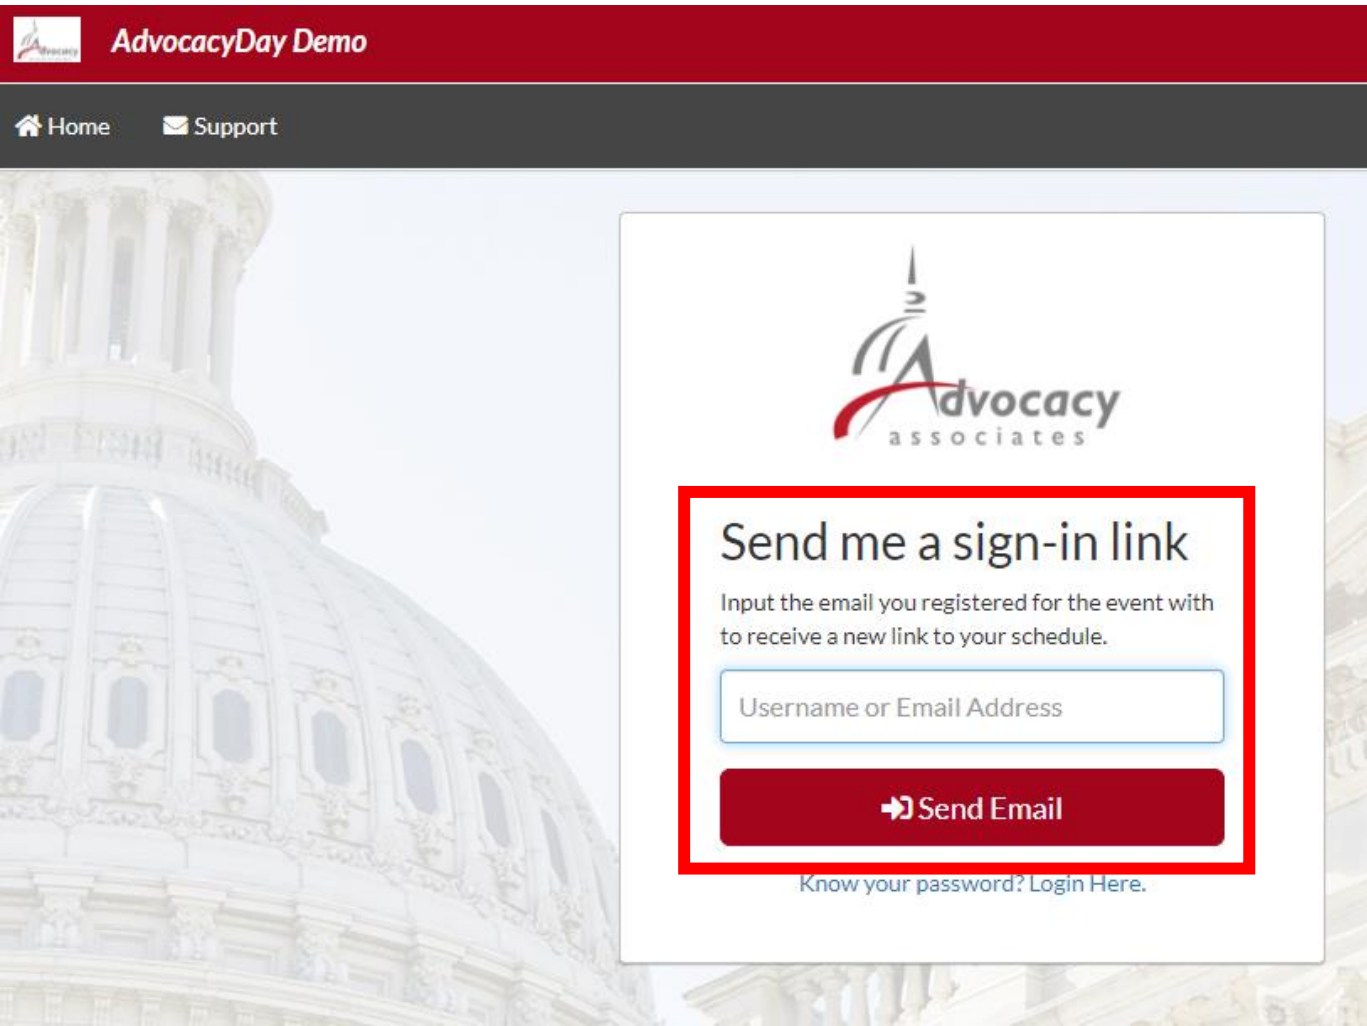 AdvocacyDay Demo
Home
Support
Advocacy
associates
Send me a sign-in link
Input the email you registered for the event with
to receive a new link to your schedule.
Username or Email Address
Send Email
Know your password? Login Here.